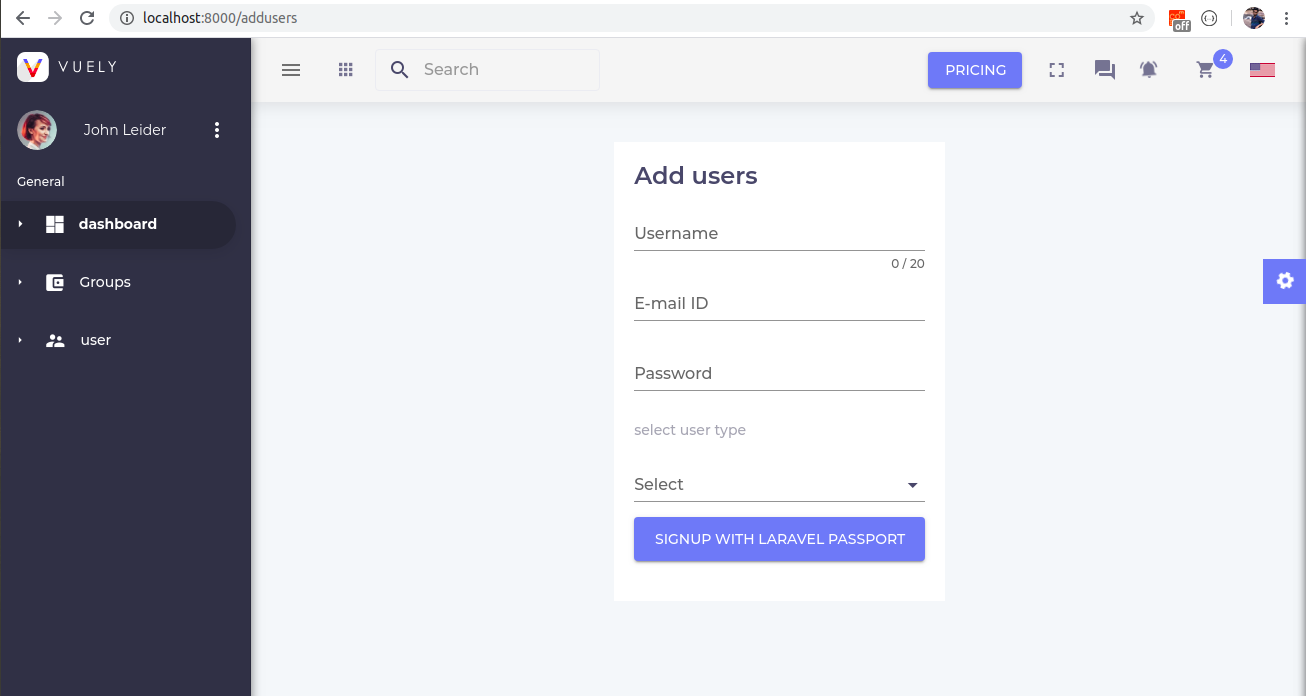 localhost:8000/addusers
off
VUELY
Search
PRICING
4
John Leider
General
dashboard
Groups
user
Add users
Username
0 / 20
E-mail ID
Password
select user type
Select
SIGNUP WITH LARAVEL PASSPORT